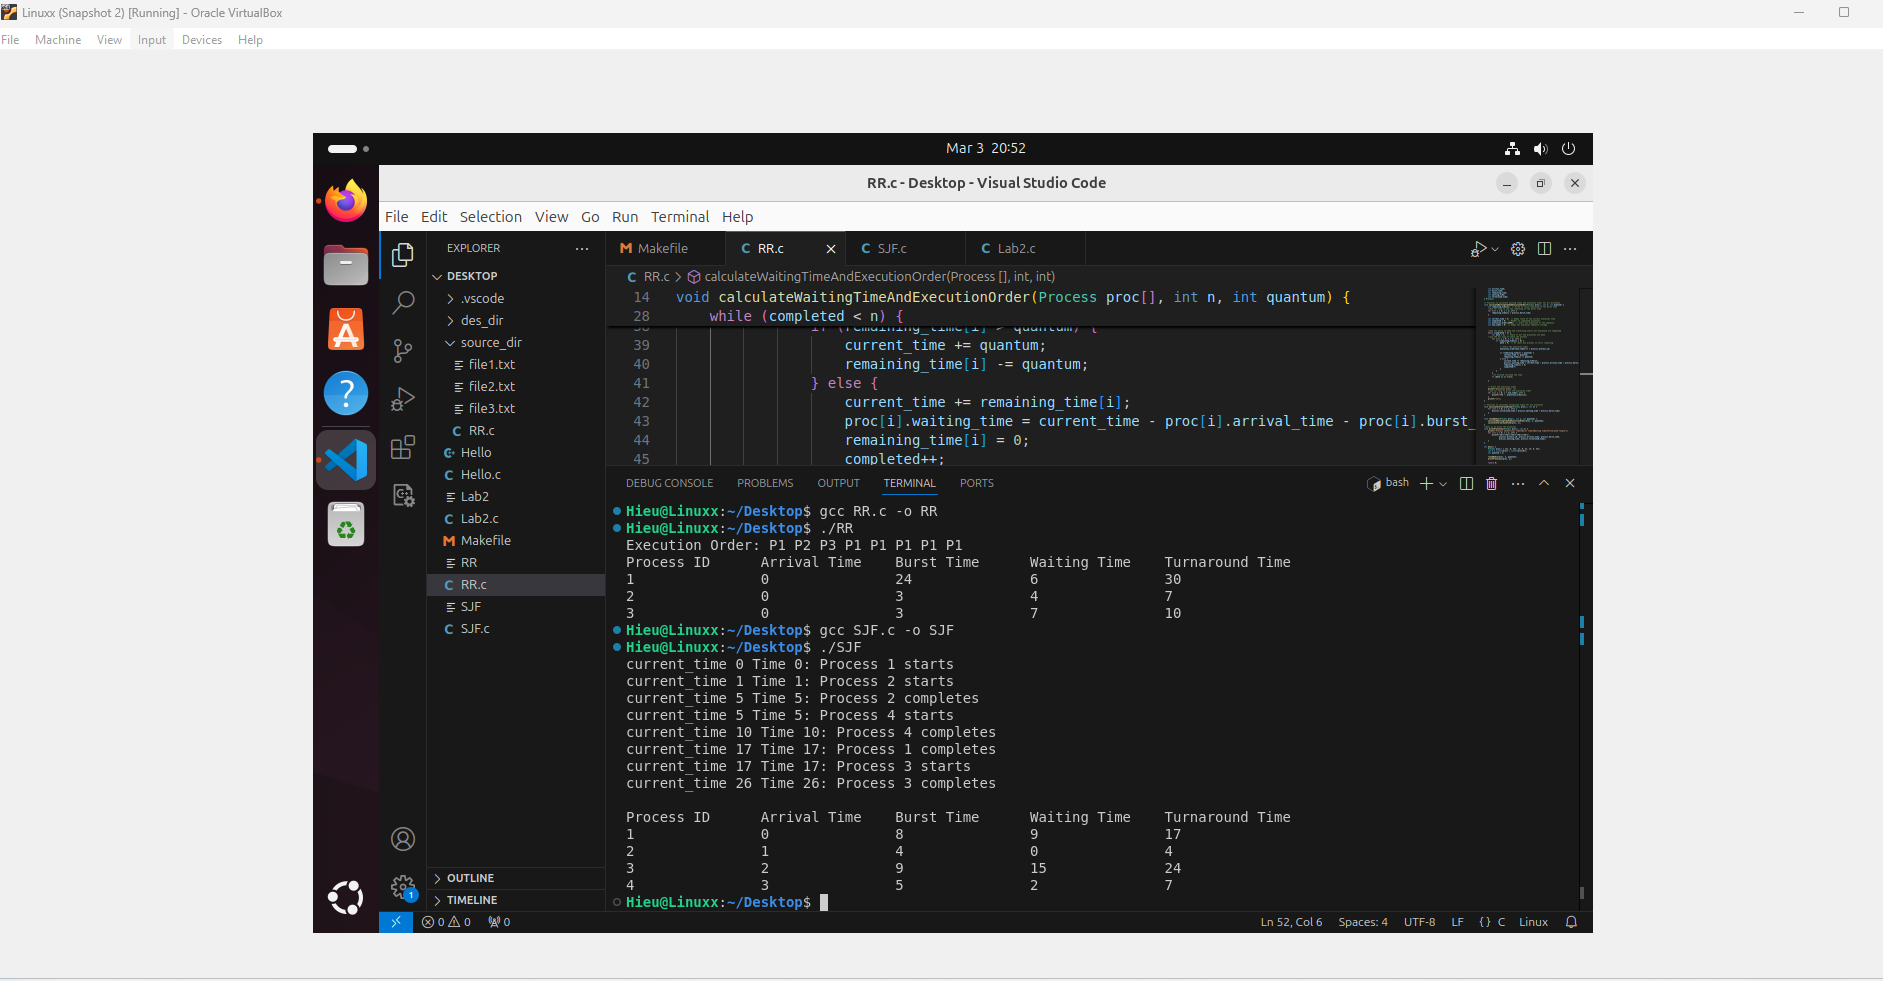 Linuxx (Snapshot 2) [Running] - Oracle VirtualBox
File Machine View Input Devices Help
Mar 3 20:52
RR.c - Desktop - Visual Studio Code
File Edit Selection View Go Run Terminal Help
EXPLORER
DESKTOP
.vscode
des_dir
source_dir
file1.txt
file2.txt
file3.txt
C RR.c
Hello
C Hello.c
Lab2
C Lab2.c
M Makefile
RR
C RR.c
SJF
C SJF.c
OUTLINE
TIMELINE
1
M Makefile C RR.c C SJF.c C Lab2.c
C RR.c > calculateWaitingTimeAndExecutionOrder(Process [], int, int)
14 void calculateWaitingTimeAndExecutionOrder(Process proc[], int n, int quantum) {
28 while (completed < n) {
38 if (remaining_time[i] > quantum) {
39 current_time += quantum;
40 remaining_time[i] -= quantum;
41 } else {
42 current_time += remaining_time[i];
43 proc[i].waiting_time = current_time - proc[i].arrival_time - proc[i].burst_
44 remaining_time[i] = 0;
45 completed++;
DEBUG CONSOLE PROBLEMS OUTPUT TERMINAL PORTS bash
Hieu@Linuxx:~/Desktop$ gcc RR.c -o RR
Hieu@Linuxx:~/Desktop$ ./RR
Execution Order: P1 P2 P3 P1 P1 P1 P1 P1
Process ID Arrival Time Burst Time Waiting Time Turnaround Time
1 0 24 6 30
2 0 3 4 7
3 0 3 7 10
Hieu@Linuxx:~/Desktop$ gcc SJF.c -o SJF
Hieu@Linuxx:~/Desktop$ ./SJF
current_time 0 Time 0: Process 1 starts
current_time 1 Time 1: Process 2 starts
current_time 5 Time 5: Process 2 completes
current_time 5 Time 5: Process 4 starts
current_time 10 Time 10: Process 4 completes
current_time 17 Time 17: Process 1 completes
current_time 17 Time 17: Process 3 starts
current_time 26 Time 26: Process 3 completes
Process ID Arrival Time Burst Time Waiting Time Turnaround Time
1 0 8 9 17
2 1 4 0 4
3 2 9 15 24
4 3 5 2 7
Hieu@Linuxx:~/Desktop$
0 0 0 Ln 52, Col 6 Spaces: 4 UTF-8 LF {} C Linux